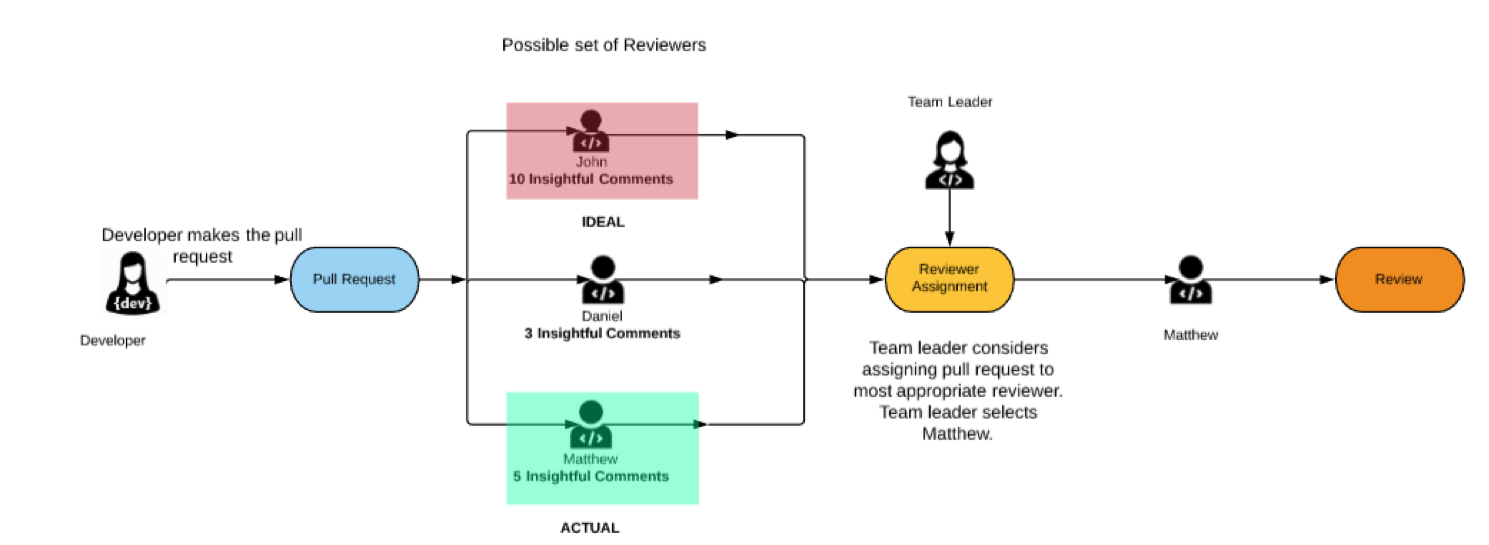 Possible set of Reviewers
Team Leader
</>
John
10 Insightful Comments
</>
IDEAL
Developer makes the pull
request
{dev}
Developer
Pull Request
</>
Daniel
3 Insightful Comments
Reviewer
Assignment
</>
Matthew
Review
Team leader considers
assigning pull request to
most appropriate reviewer.
Team leader selects
Matthew.
</>
Matthew
5 Insightful Comments
ACTUAL